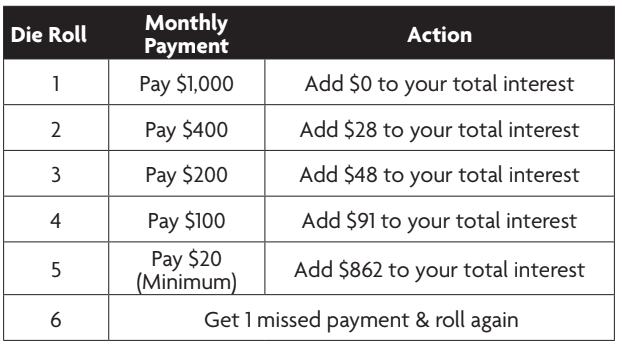 Die Roll Monthly Payment Action
1 Pay $1,000 Add $0 to your total interest
2 Pay $400 Add $28 to your total interest
3 Pay $200 Add $48 to your total interest
4 Pay $100 Add $91 to your total interest
5 Pay $20 (Minimum) Add $862 to your total interest
6 Get 1 missed payment & roll again